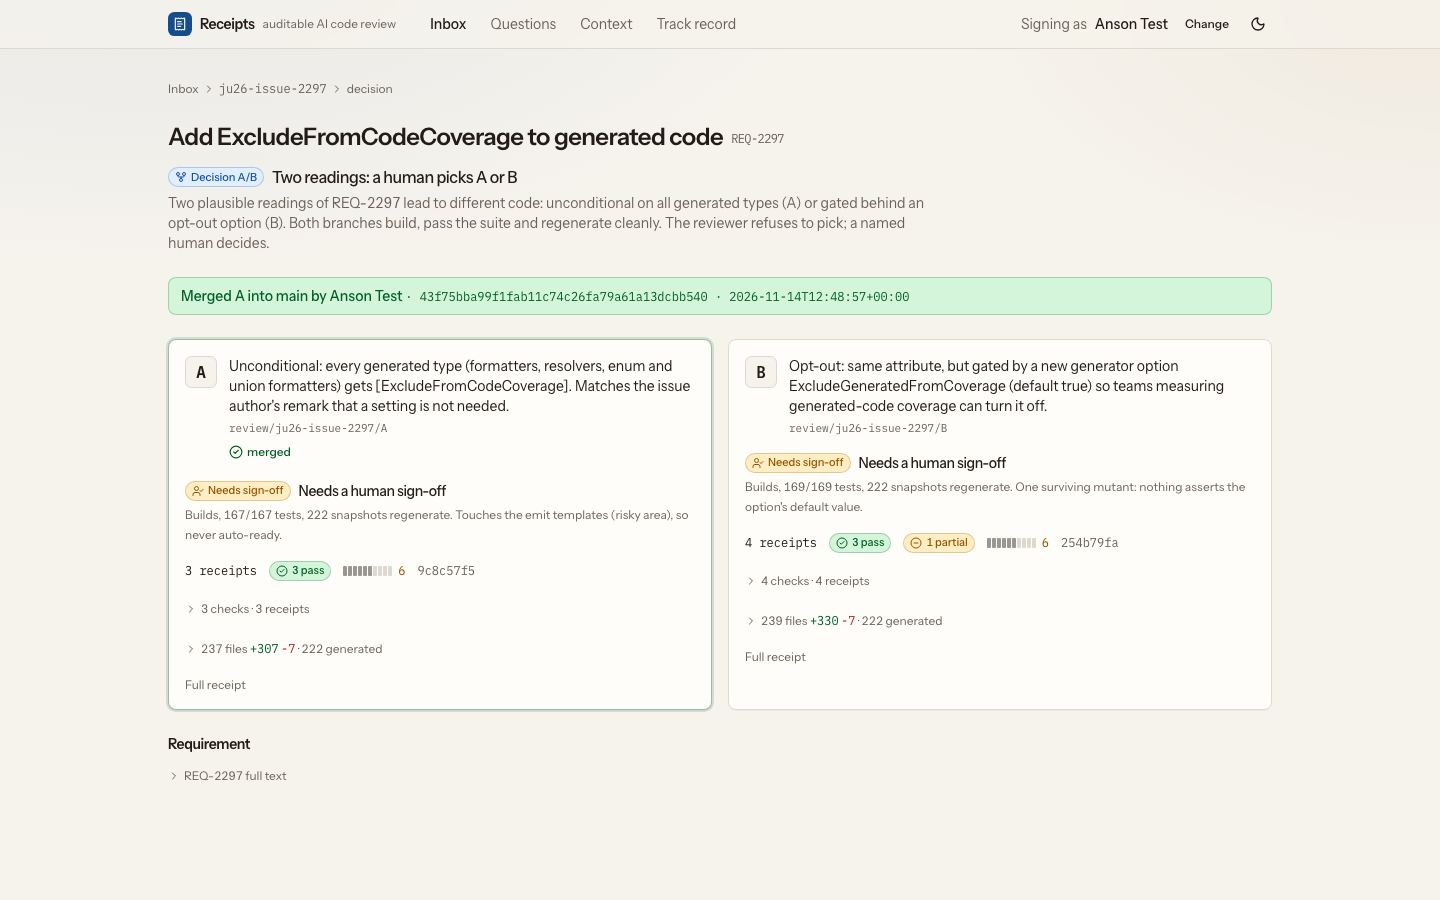 Receipts auditable AI code review Inbox Questions Context Track record Signing as Anson Test Change
Inbox ju26-issue-2297 decision
Add ExcludeFromCodeCoverage to generated code REQ-2297
Decision A/B Two readings: a human picks A or B
Two plausible readings of REQ-2297 lead to different code: unconditional on all generated types (A) or gated behind an
opt-out option (B). Both branches build, pass the suite and regenerate cleanly. The reviewer refuses to pick; a named
human decides.
Merged A into main by Anson Test · 43f75bba99f1fab11c74c26fa79a61a13dcbb540 · 2026-11-14T12:48:57+00:00
A
Unconditional: every generated type (formatters, resolvers, enum and
union formatters) gets [ExcludeFromCodeCoverage]. Matches the issue
author's remark that a setting is not needed.
review/ju26-issue-2297/A
merged
Needs sign-off Needs a human sign-off
Builds, 167/167 tests, 222 snapshots regenerate. Touches the emit templates (risky area), so
never auto-ready.
3 receipts 3 pass 6 9c8c57f5
3 checks · 3 receipts
237 files +307 -7 · 222 generated
Full receipt
B
Opt-out: same attribute, but gated by a new generator option
ExcludeGeneratedFromCoverage (default true) so teams measuring
generated-code coverage can turn it off.
review/ju26-issue-2297/B
Needs sign-off Needs a human sign-off
Builds, 169/169 tests, 222 snapshots regenerate. One surviving mutant: nothing asserts the
option's default value.
4 receipts 3 pass 1 partial 6 254b79fa
4 checks · 4 receipts
239 files +330 -7 · 222 generated
Full receipt
Requirement
REQ-2297 full text